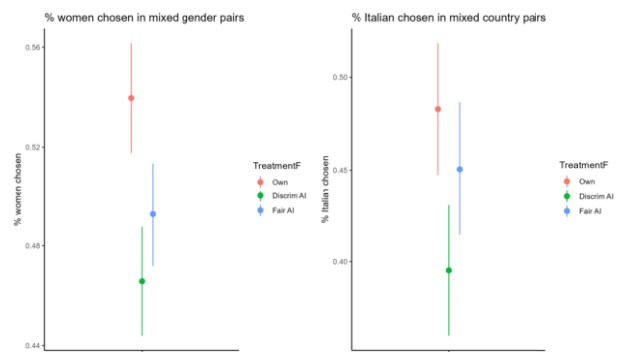 % women chosen in mixed gender pairs
0.56
0.52
0.48
0.44
% women chosen
TreatmentF
Own
Discrim AI
Fair AI
% Italian chosen in mixed country pairs
0.50
0.45
0.40
% Italian chosen
TreatmentF
Own
Discrim AI
Fair AI